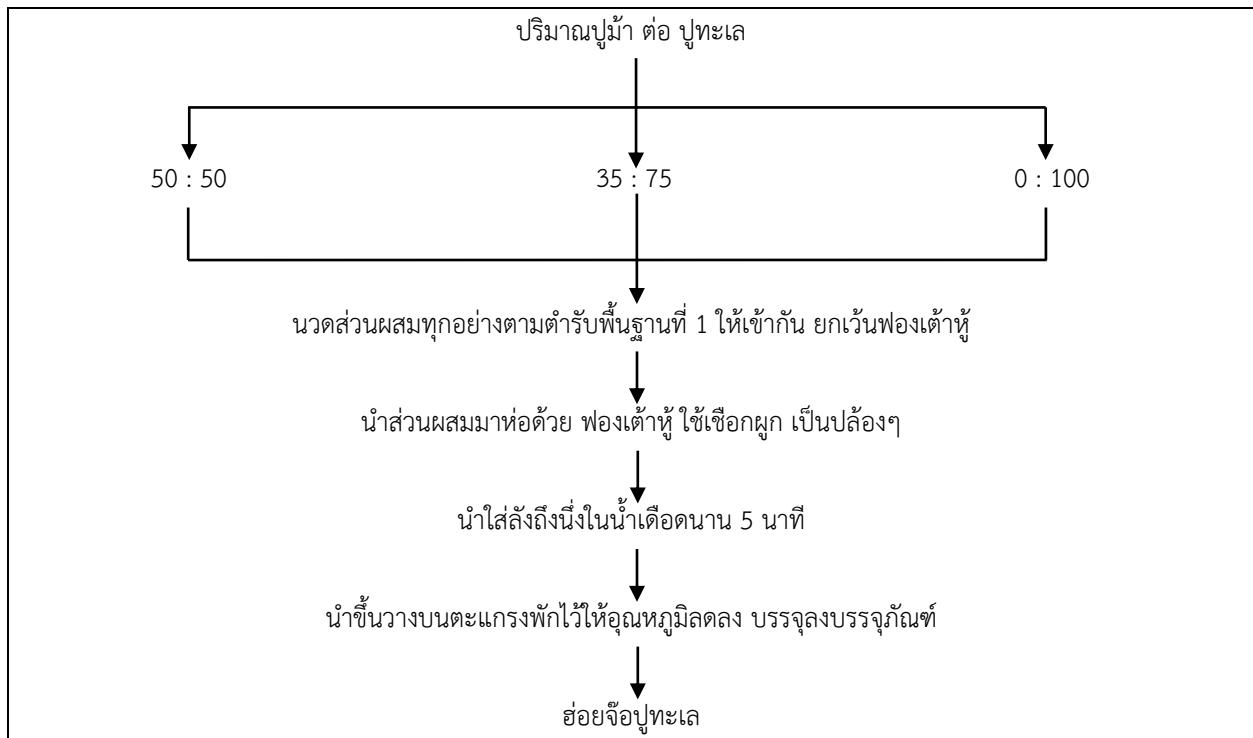 ปริมาณปูม้า ต่อ ปูทะเล
50 : 50 35 : 75 0 : 100
นวดส่วนผสมทุกอย่างตามตำรับพื้นฐานที่ 1 ให้เข้ากัน ยกเว้นฟองเต้าหู้
นำส่วนผสมมาห่อด้วย ฟองเต้าหู้ ใช้เชือกผูก เป็นปล้องๆ
นำใส่ลังถึงนึ่งในน้ำเดือดนาน 5 นาที
นำขึ้นวางบนตะแกรงพักไว้ให้อุณหภูมิลดลง บรรจุลงบรรจุภัณฑ์
ฮ่อยจ๊อปูทะเล